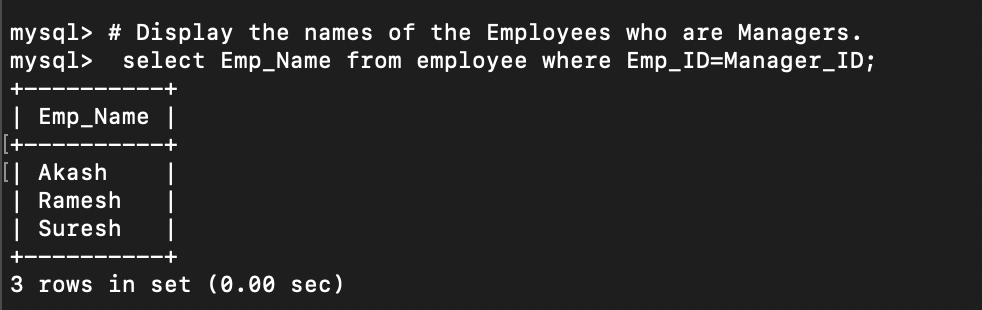 mysql> # Display the names of the Employees who are Managers.
mysql>  select Emp_Name from employee where Emp_ID=Manager_ID;
+----------+
| Emp_Name |
[+----------+
[| Akash    |
| Ramesh   |
| Suresh   |
+----------+
3 rows in set (0.00 sec)